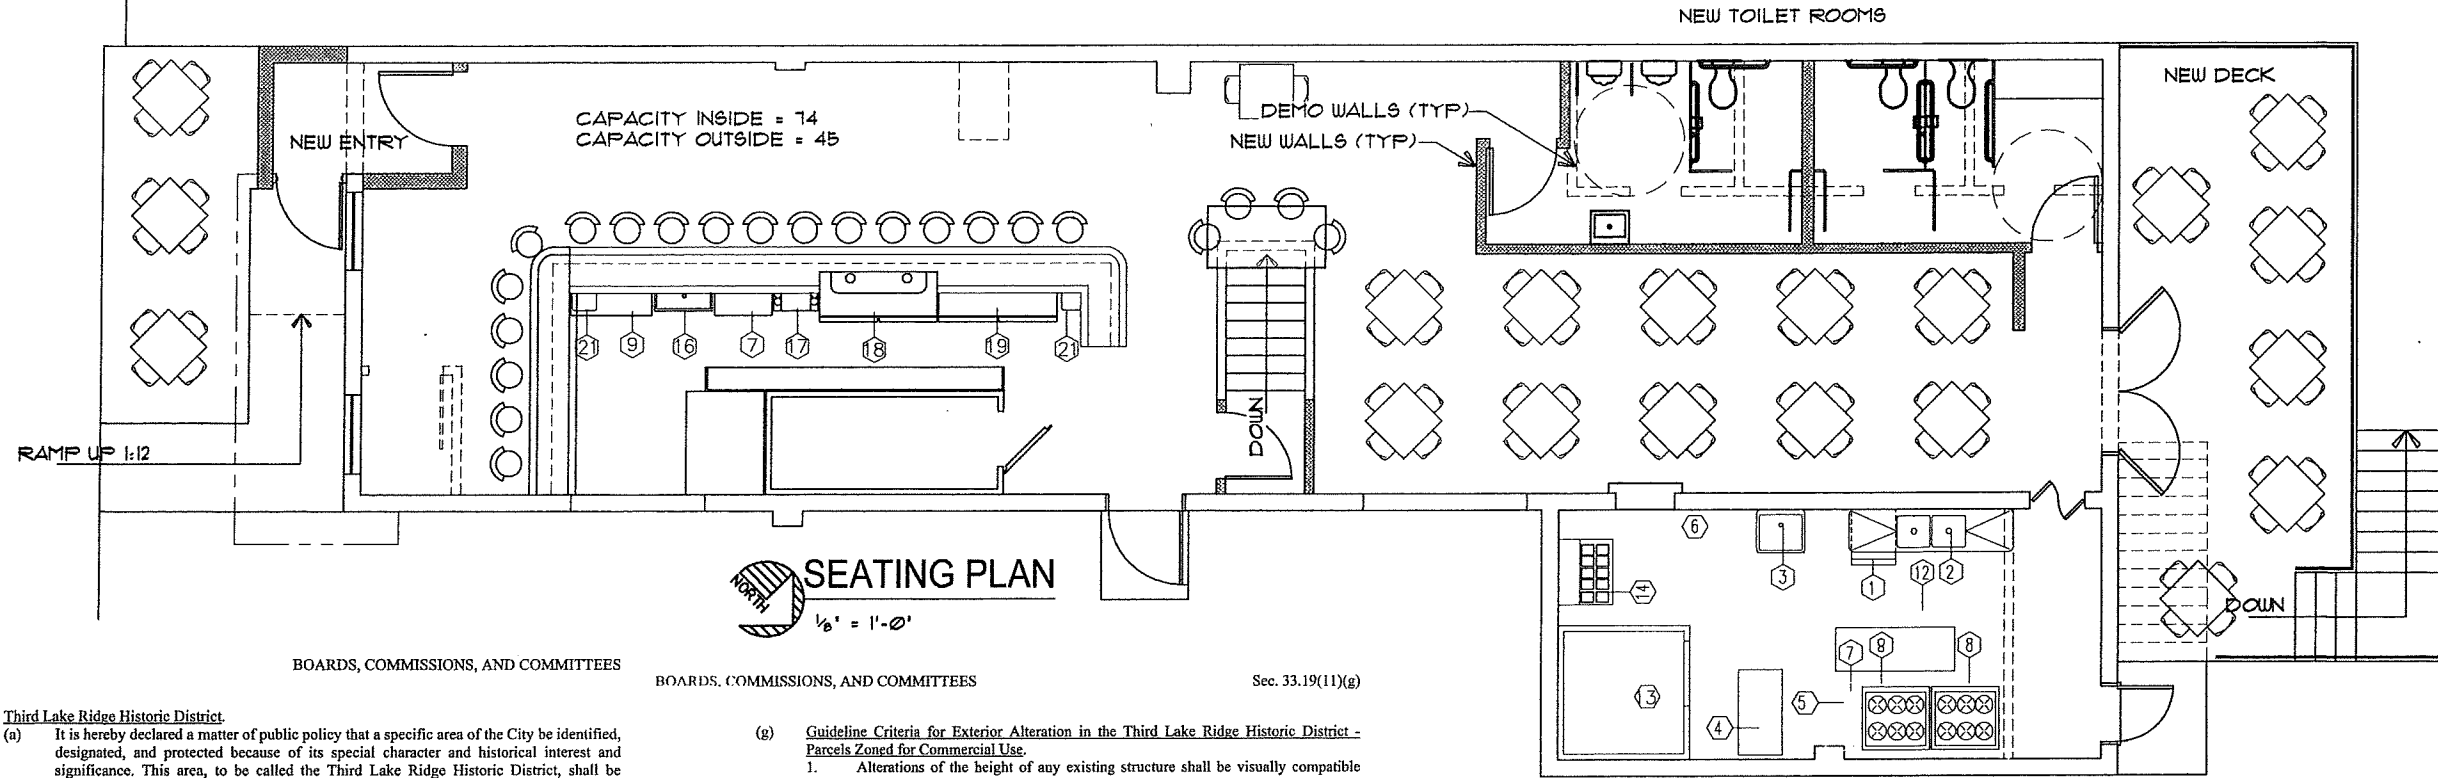 NEW TOILET ROOMS
NEW DECK
CAPACITY INSIDE = 74
CAPACITY OUTSIDE = 45
NEW ENTRY
DEMO WALLS (TYP)
NEW WALLS (TYP)
21
9
16
7
17
18
19
21
DOWN
RAMP UP 1:12
6
3
1
12
2
14
DOWN
7
8
8
13
5
4
NORTH
SEATING PLAN
1/8" = 1'-0"
BOARDS, COMMISSIONS, AND COMMITTEES
BOARDS, COMMISSIONS, AND COMMITTEES Sec. 33.19(11)(g)
Third Lake Ridge Historic District.
(a) It is hereby declared a matter of public policy that a specific area of the City be identified,
designated, and protected because of its special character and historical interest and
significance. This area, to be called the Third Lake Ridge Historic District, shall be
(g) Guideline Criteria for Exterior Alteration in the Third Lake Ridge Historic District -
Parcels Zoned for Commercial Use.
1. Alterations of the height of any existing structure shall be visually compatible